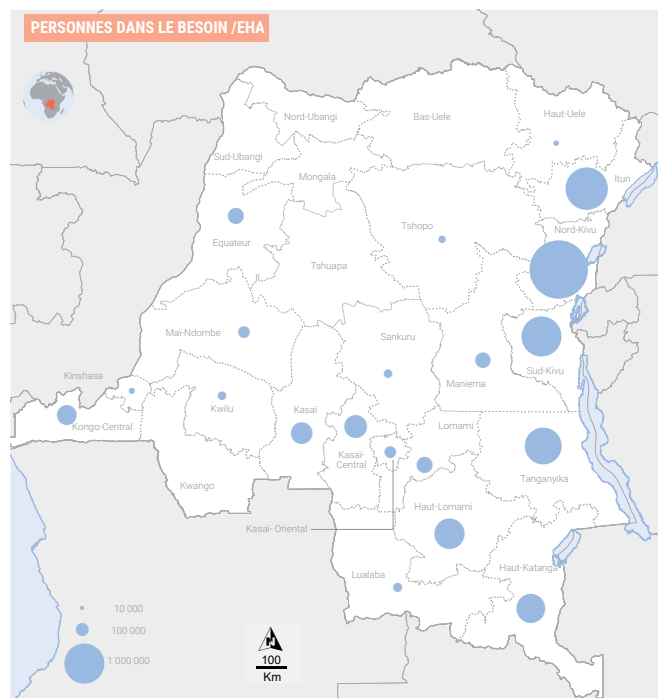 PERSONNES DANS LE BESOIN /EHA
Nord-Ubangi
Bas-Uele
Haut-Uele
Sud-Ubangi
Mongala
Ituri
Equateur
Tshopo
Nord-Kivu
Tshuapa
Maï-Ndombe
Sankuru
Maniema
Sud-Kivu
Kinshasa
Kongo-Central
Kwilu
Kasaï
Kasaï-
Central
Lomami
Tanganyika
Kwango
Kasaï- Oriental
Haut-Lomami
Lualaba
Haut-Katanga
10 000
100 000
1 000 000
N
100
Km